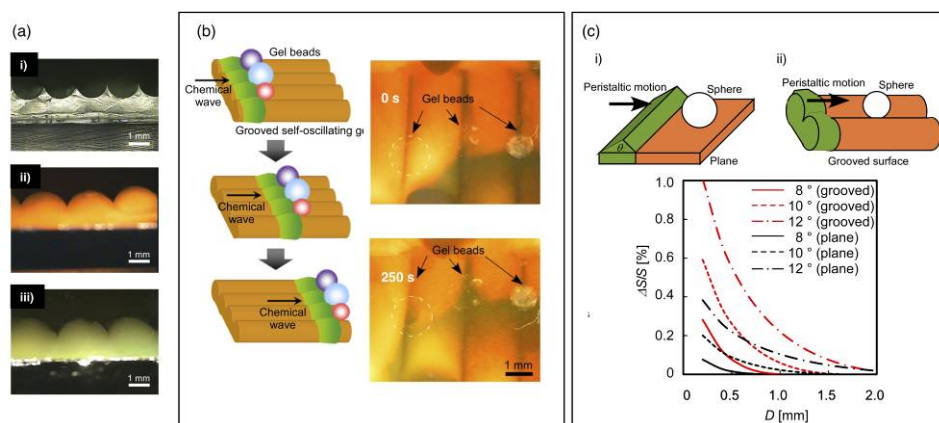 (a)
i)
1 mm
ii)
1 mm
iii)
1 mm
(b)
Gel beads
Chemical
wave
Grooved self-oscillating ge
Chemical
wave
Chemical
wave
0 s
Gel beads
Gel beads
250 s
1 mm
(c)
i)
Peristaltic motion
Sphere
θ
Plane
ii)
Peristaltic motion
Sphere
Grooved surface
ΔS/S [%]
1.0
0.8
0.6
0.4
0.2
0
8 ° (grooved)
10 ° (grooved)
12 ° (grooved)
8 ° (plane)
10 ° (plane)
12 ° (plane)
0 0.5 1.0 1.5 2.0
D [mm]